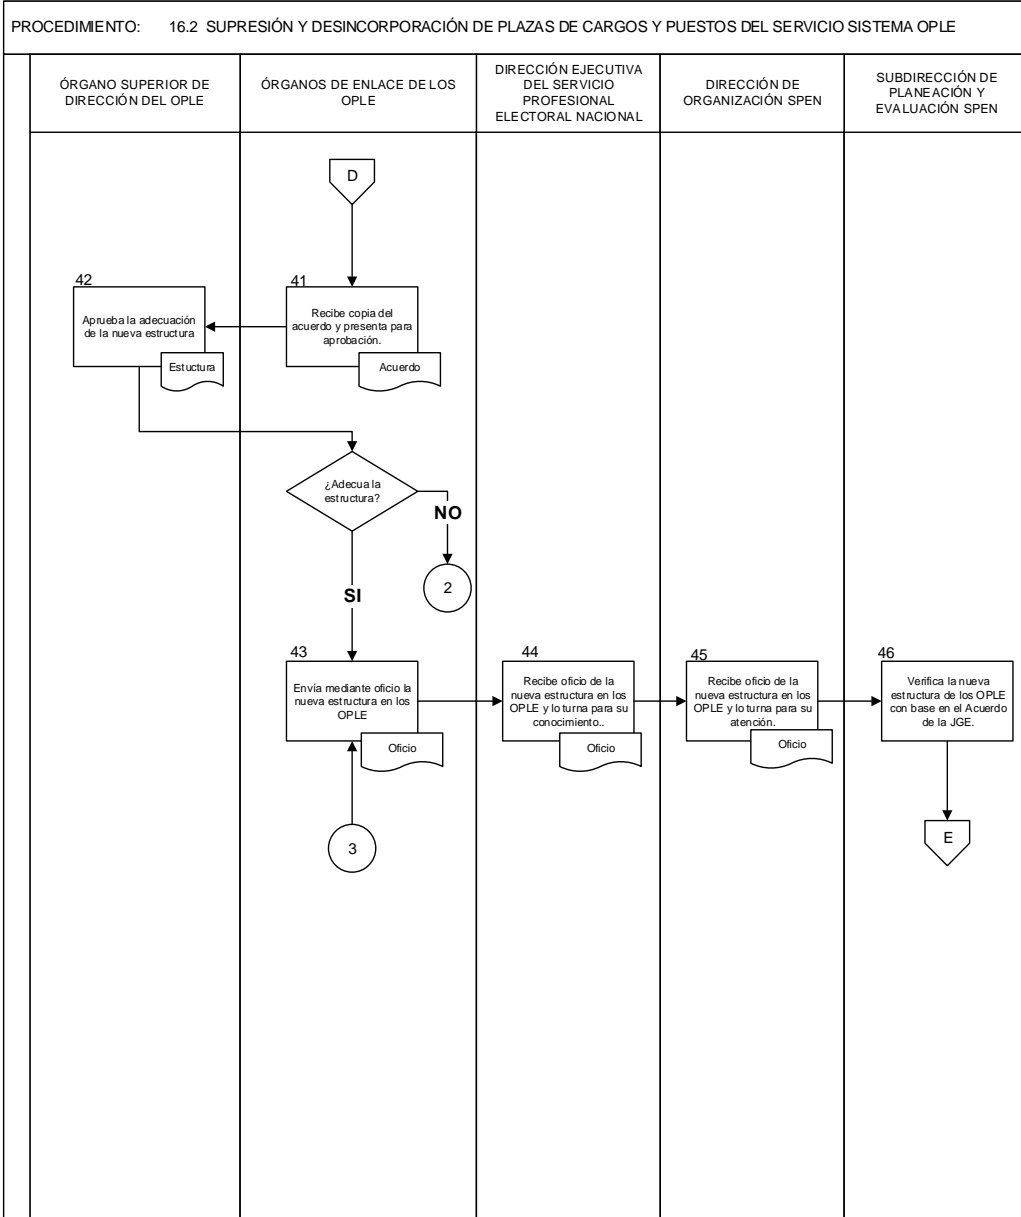 PROCEDIMIENTO: 16.2 SUPRESIÓN Y DESINCORPORACIÓN DE PLAZAS DE CARGOS Y PUESTOS DEL SERVICIO SISTEMA OPLE
ÓRGANO SUPERIOR DE
DIRECCIÓN DEL OPLE
ÓRGANOS DE ENLACE DE LOS
OPLE
DIRECCIÓN EJECUTIVA
DEL SERVICIO
PROFESIONAL
ELECTORAL NACIONAL
DIRECCIÓN DE
ORGANIZACIÓN SPEN
SUBDIRECCIÓN DE
PLANEACIÓN Y
EVALUACIÓN SPEN
D
42
Aprueba la adecuación
de la nueva estructura
Estuctura
41
Recibe copia del
acuerdo y presenta para
aprobación.
Acuerdo
¿Adecua la
estructura?
NO
2
SI
43
Envía mediante oficio la
nueva estructura en los
OPLE
Oficio
3
44
Recibe oficio de la
nueva estructura en los
OPLE y lo turna para su
conocimiento..
Oficio
45
Recibe oficio de la
nueva estructura en los
OPLE y lo turna para su
atención.
Oficio
46
Verifica la nueva
estructura de los OPLE
con base en el Acuerdo
de la JGE.
E